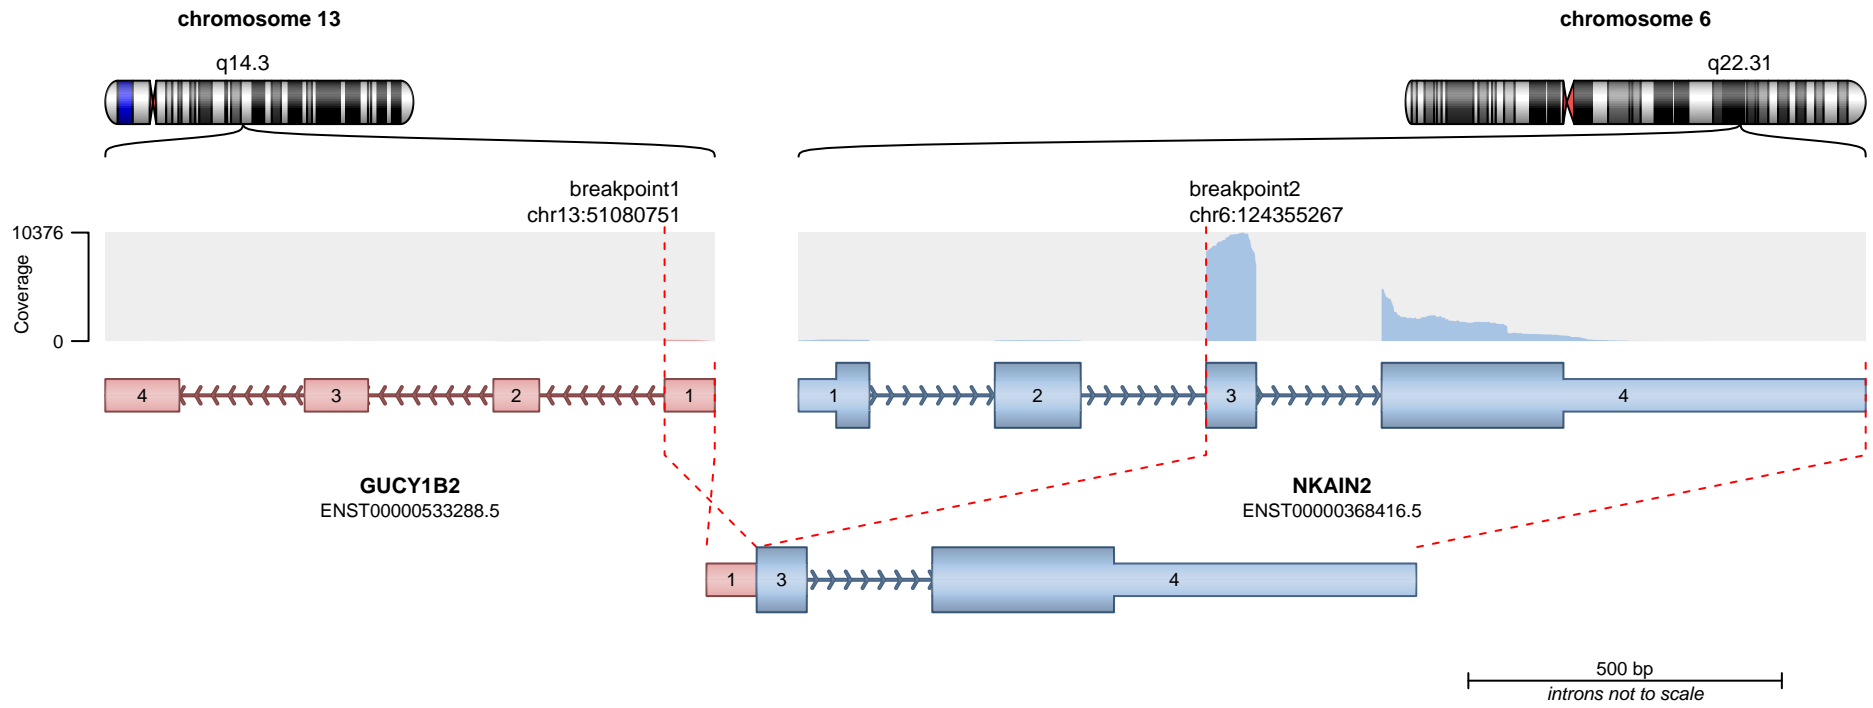 chromosome 13
chromosome 6
q14.3
q22.31
breakpoint1
chr13:51080751
breakpoint2
chr6:124355267
10376
Coverage
0
4
3
2
1
1
2
3
4
GUCY1B2
ENST00000533288.5
NKAIN2
ENST00000368416.5
1
3
4
500 bp
introns not to scale